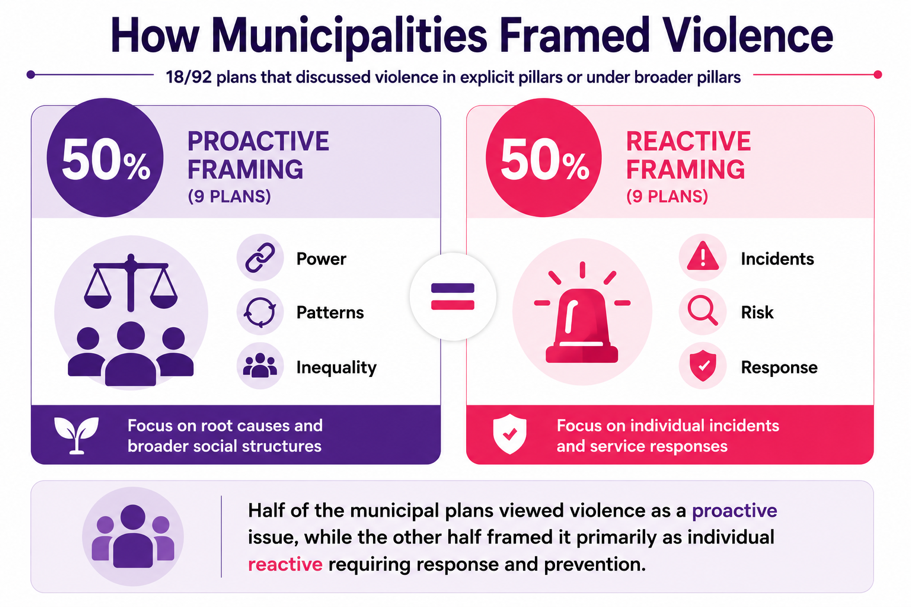 How Municipalities Framed Violence
18/92 plans that discussed violence in explicit pillars or under broader pillars
50%
PROACTIVE
FRAMING
(9 PLANS)
Power
Patterns
Inequality
Focus on root causes and
broader social structures
=
50%
REACTIVE
FRAMING
(9 PLANS)
Incidents
Risk
Response
Focus on individual incidents
and service responses
Half of the municipal plans viewed violence as a proactive
issue, while the other half framed it primarily as individual
reactive requiring response and prevention.